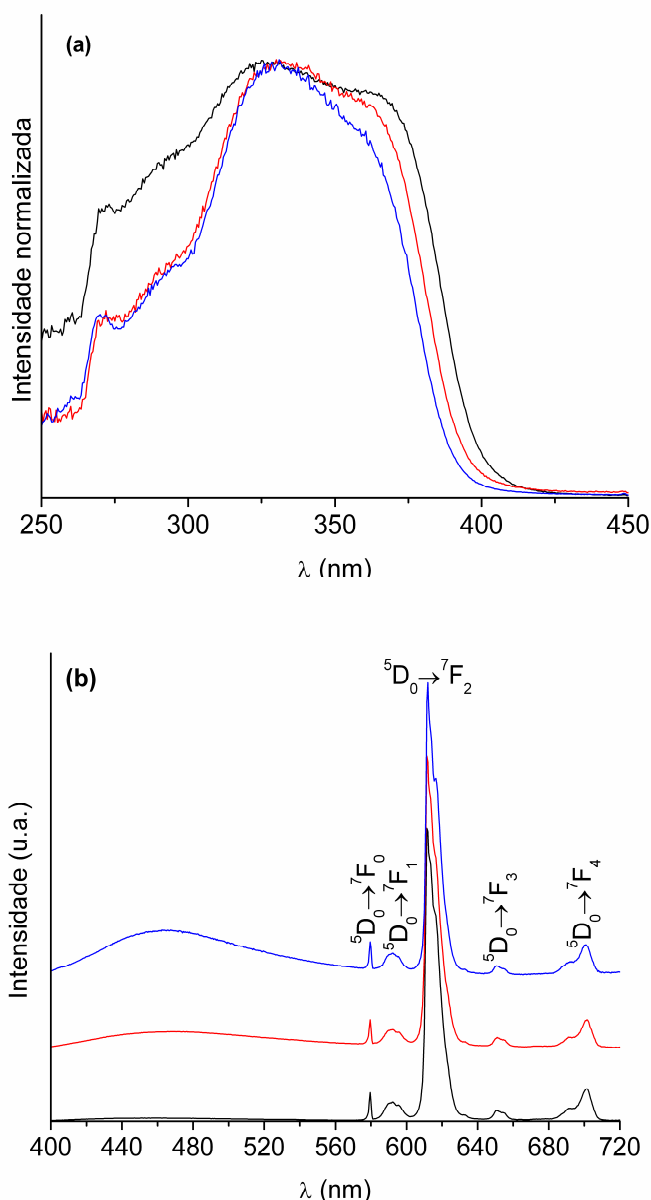 (a)
Intensidade normalizada
250 300 350 400 450
λ (nm)
(b)
⁵D₀→⁷F₂
⁵D₀→⁷F₀
⁵D₀→⁷F₁
⁵D₀→⁷F₃
⁵D₀→⁷F₄
Intensidade (u.a.)
400 440 480 520 560 600 640 680 720
λ (nm)